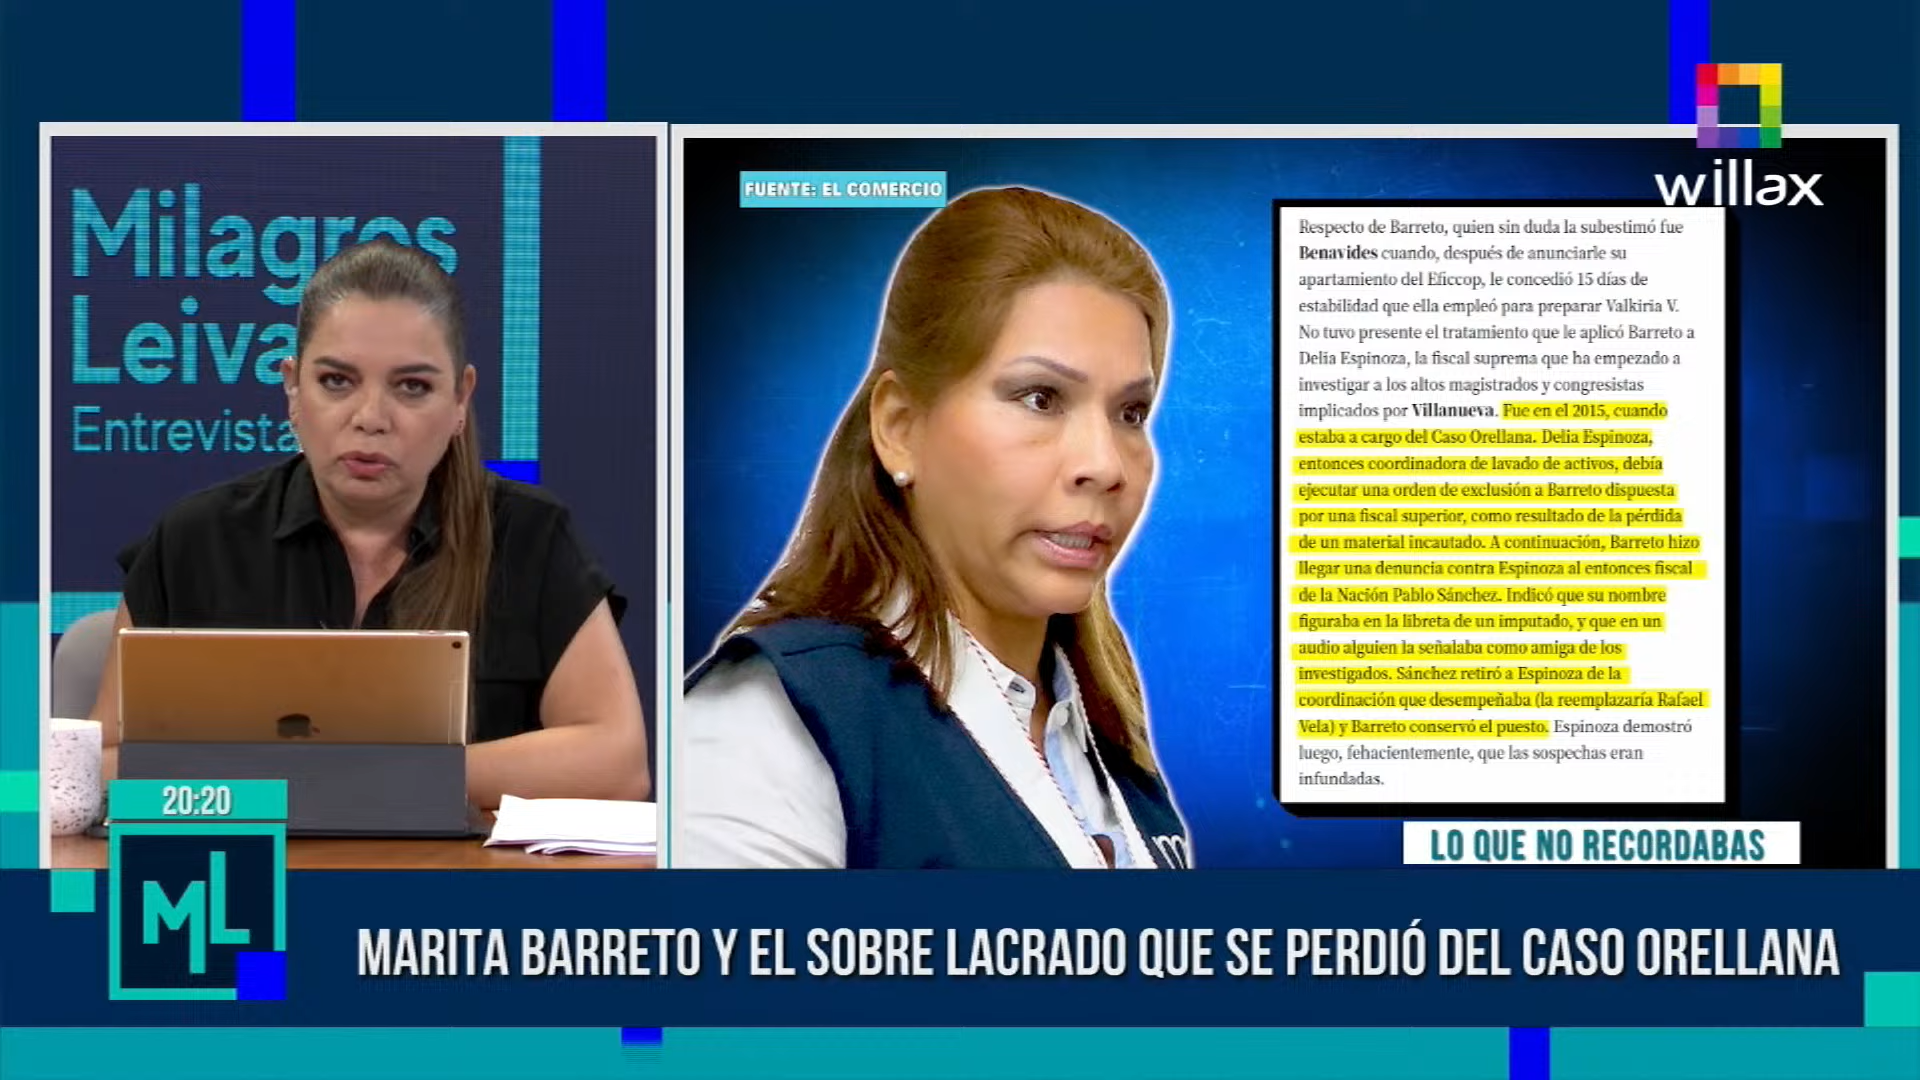 willax
Milagros
Leiva
Entrevista
FUENTE: EL COMERCIO
Respecto de Barreto, quien sin duda la subestimó fue
Benavides cuando, después de anunciarle su
apartamiento del Eficcop, le concedió 15 días de
estabilidad que ella empleó para preparar Valkiria V.
No tuvo presente el tratamiento que le aplicó Barreto a
Delia Espinoza, la fiscal suprema que ha empezado a
investigar a los altos magistrados y congresistas
implicados por Villanueva. Fue en el 2015, cuando
estaba a cargo del Caso Orellana. Delia Espinoza,
entonces coordinadora de lavado de activos, debía
ejecutar una orden de exclusión a Barreto dispuesta
por una fiscal superior, como resultado de la pérdida
de un material incautado. A continuación, Barreto hizo
llegar una denuncia contra Espinoza al entonces fiscal
de la Nación Pablo Sánchez. Indicó que su nombre
figuraba en la libreta de un imputado, y que en un
audio alguien la señalaba como amiga de los
investigados. Sánchez retiró a Espinoza de la
coordinación que desempeñaba (la reemplazaría Rafael
Vela) y Barreto conservó el puesto. Espinoza demostró
luego, fehacientemente, que las sospechas eran
infundadas.
LO QUE NO RECORDABAS
20:20
ML
MARITA BARRETO Y EL SOBRE LACRADO QUE SE PERDIÓ DEL CASO ORELLANA